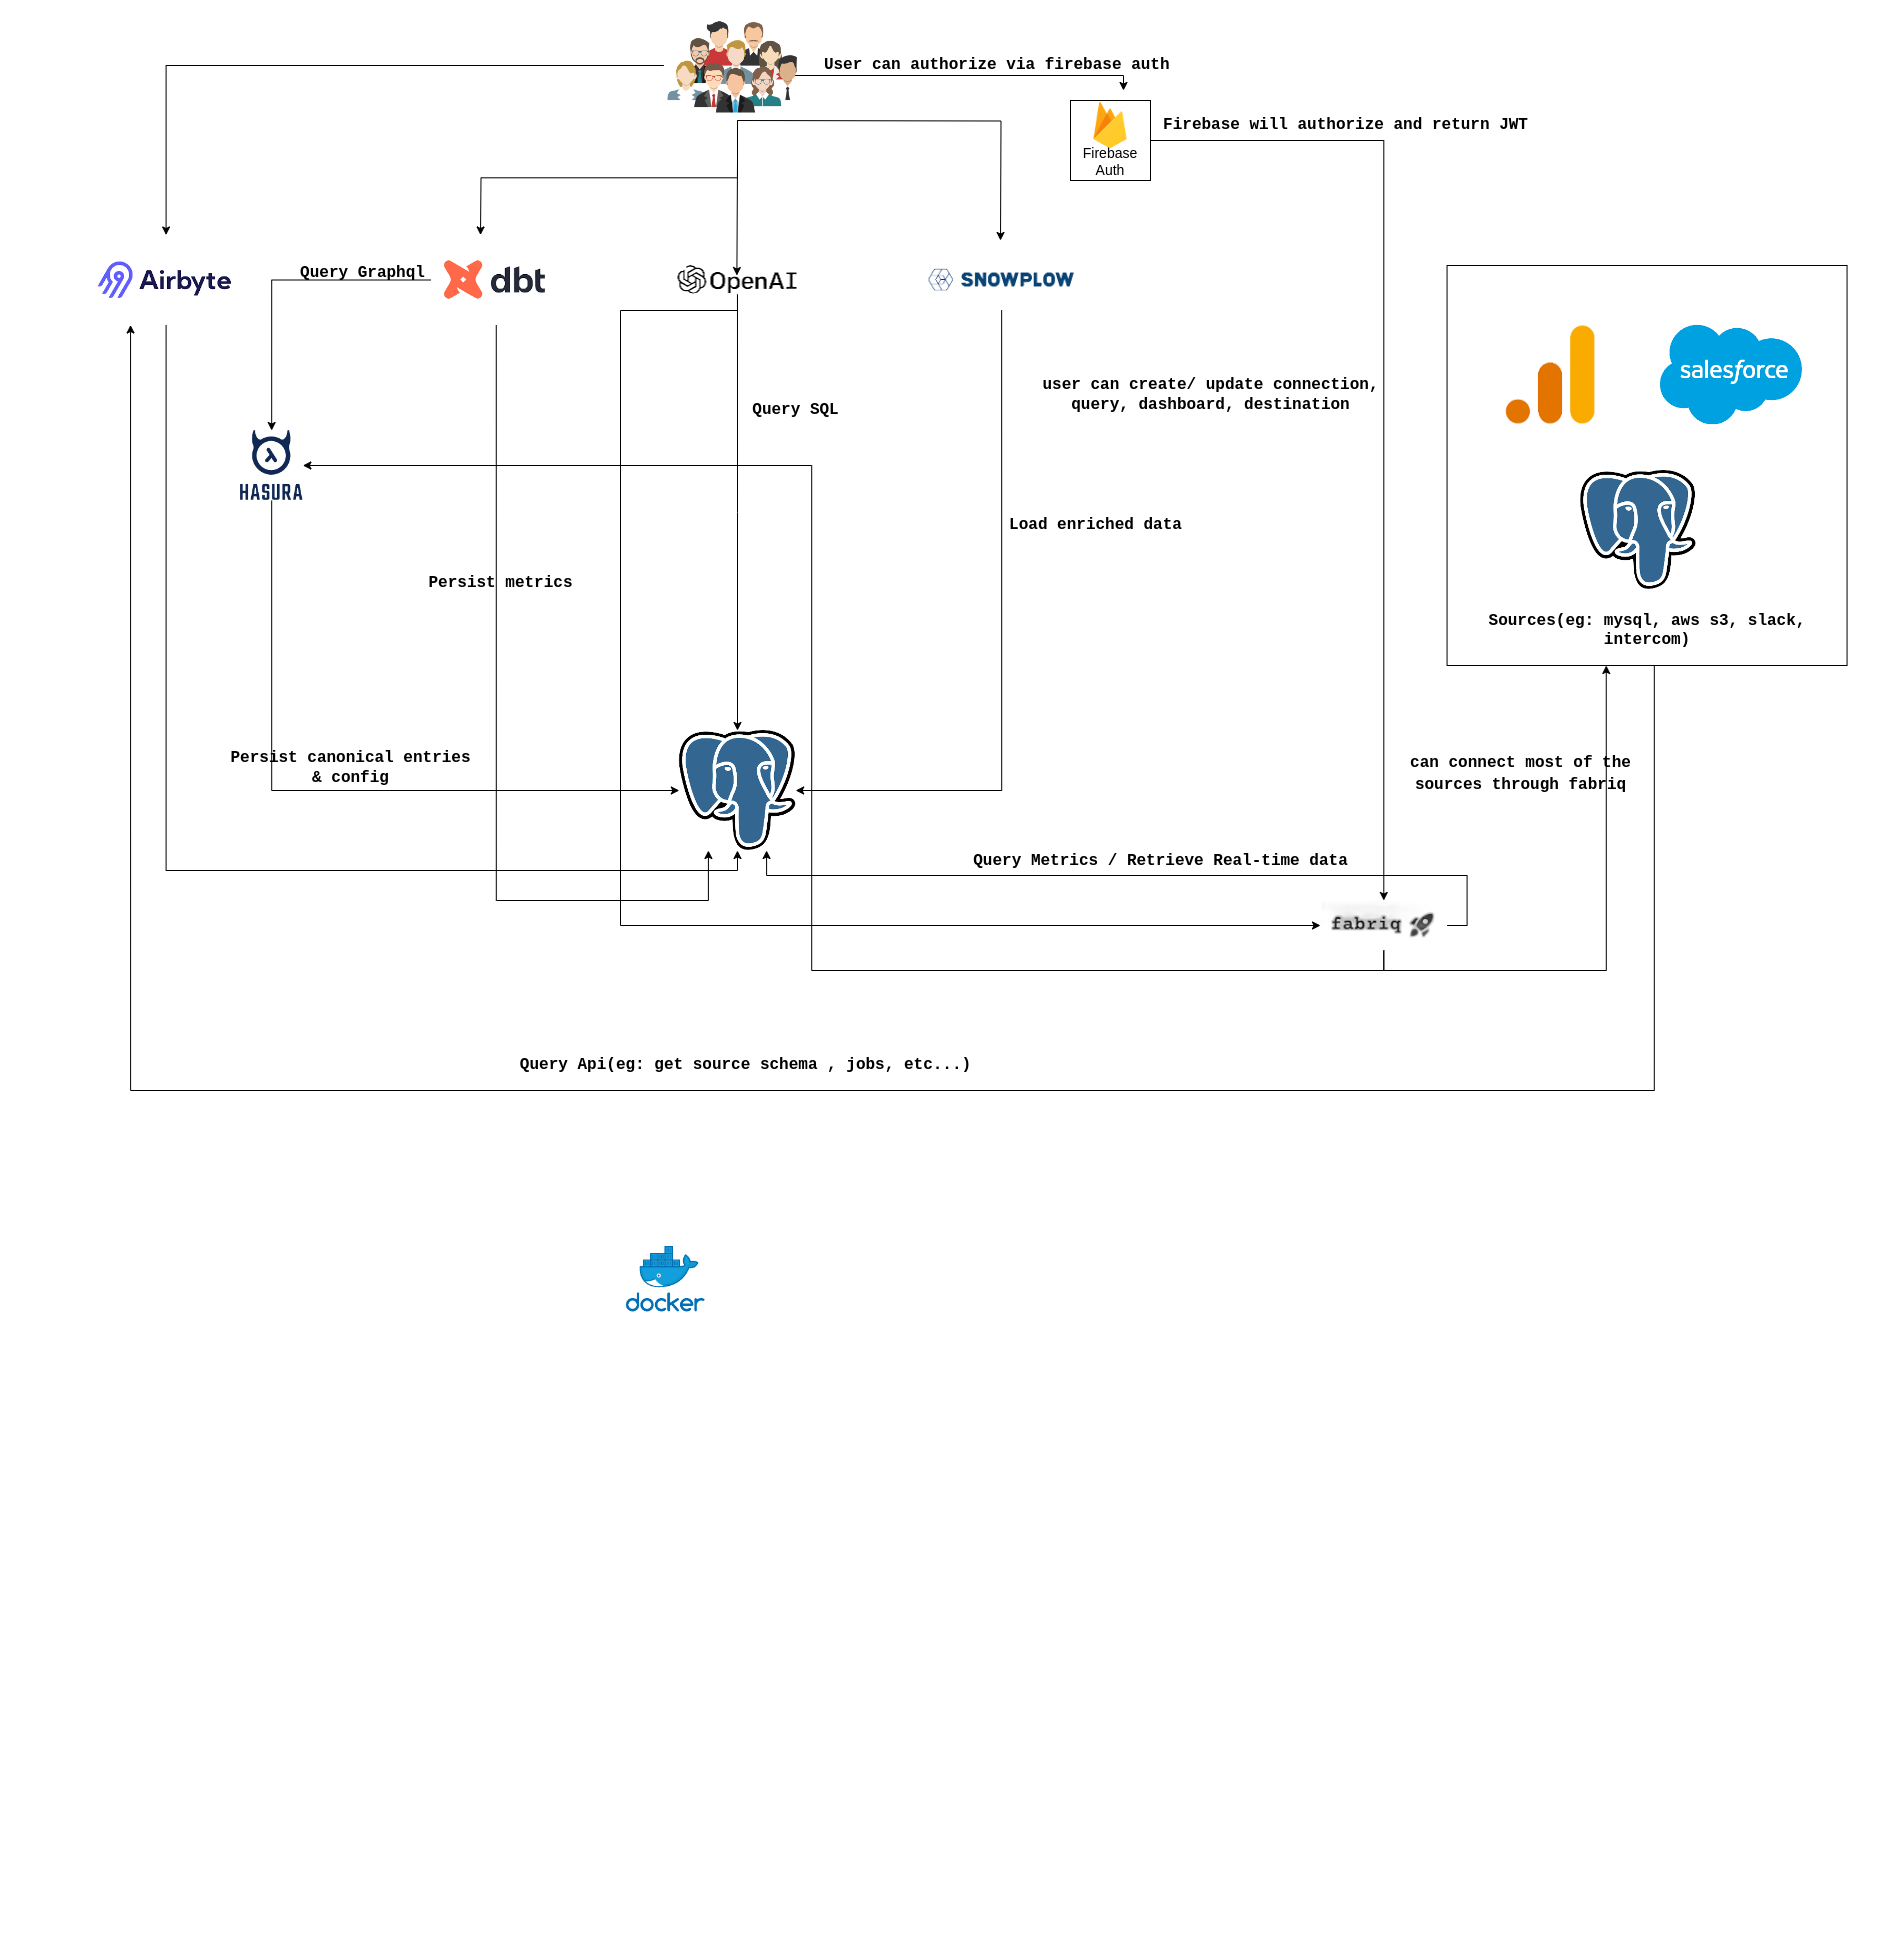 User can authorize via firebase auth
Firebase will authorize and return JWT
Firebase
Auth
Airbyte
Query Graphql
dbt
OpenAI
SNOWPLOW
salesforce
user can create/ update connection,
query, dashboard, destination
Query SQL
HASURA
Load enriched data
Persist metrics
Sources(eg: mysql, aws s3, slack,
intercom)
Persist canonical entries
& config
can connect most of the
sources through fabriq
Query Metrics / Retrieve Real-time data
fabriq
Query Api(eg: get source schema , jobs, etc...)
docker